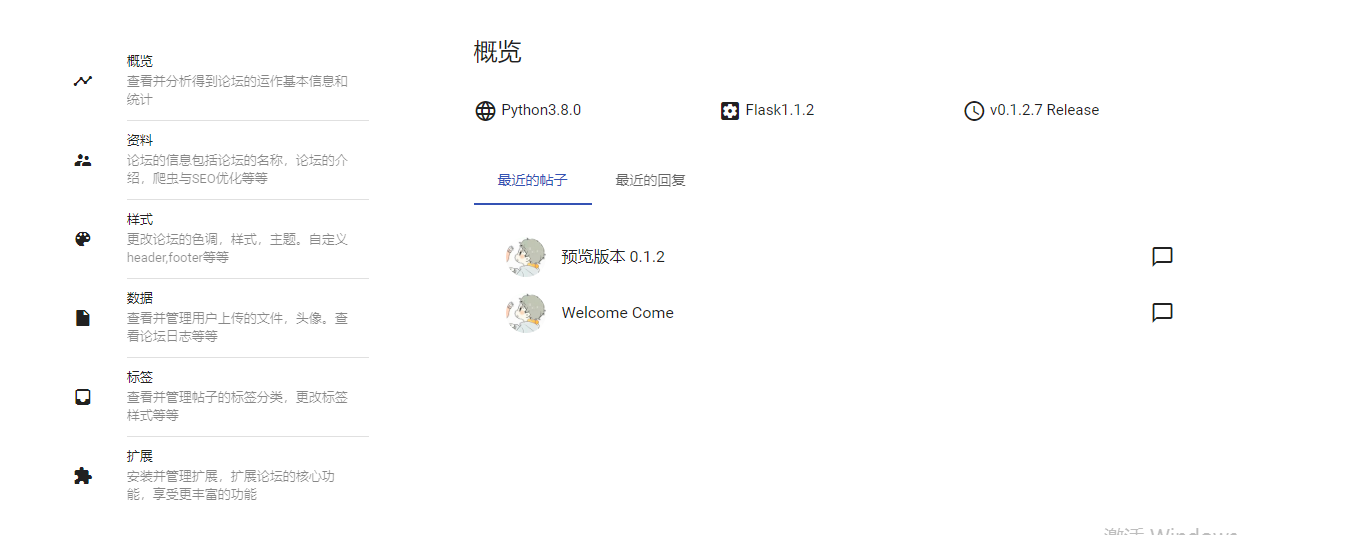 概览
查看并分析得到论坛的运作基本信息和
统计
资料
论坛的信息包括论坛的名称，论坛的介
绍，爬虫与SEO优化等等
样式
更改论坛的色调，样式，主题。自定义
header,footer等等
数据
查看并管理用户上传的文件，头像。查
看论坛日志等等
标签
查看并管理帖子的标签分类，更改标签
样式等等
扩展
安装并管理扩展，扩展论坛的核心功
能，享受更丰富的功能
概览
Python3.8.0
Flask1.1.2
v0.1.2.7 Release
最近的帖子
最近的回复
预览版本 0.1.2
Welcome Come
激活 Windows